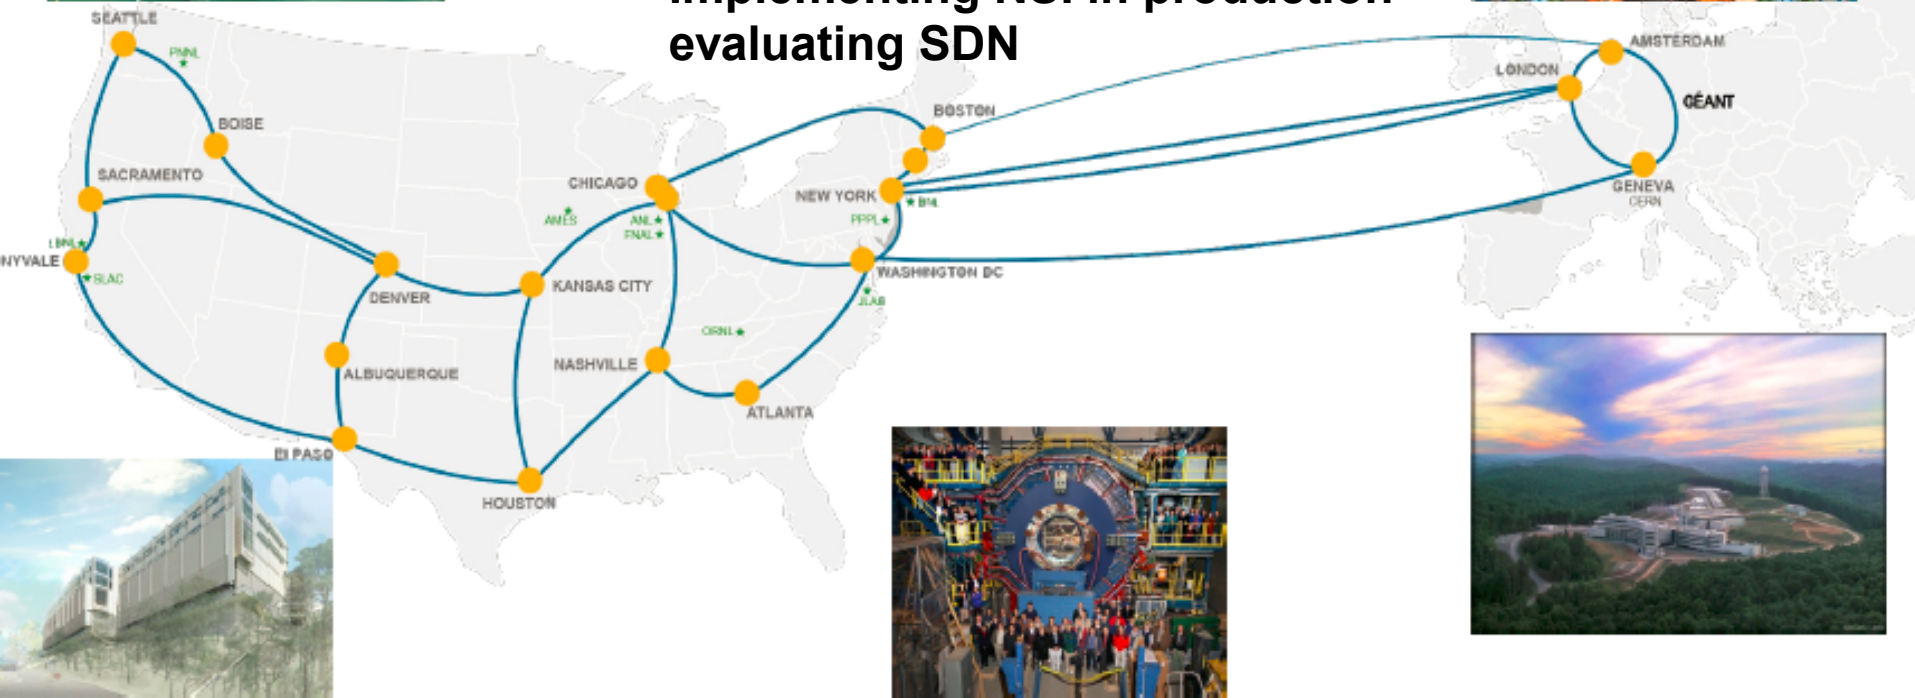 evaluating SDN
SEATTLE
PNNL
AMSTERDAM
LONDON
GÉANT
BOSTON
BOISE
SACRAMENTO
CHICAGO
NEW YORK
BNL
GENEVA
CERN
AMES
ANL
FNAL
PPPL
LBNL
NYVALE
SLAC
WASHINGTON DC
KANSAS CITY
DENVER
JLAB
ORNL
NASHVILLE
ALBUQUERQUE
ATLANTA
El PASO
HOUSTON